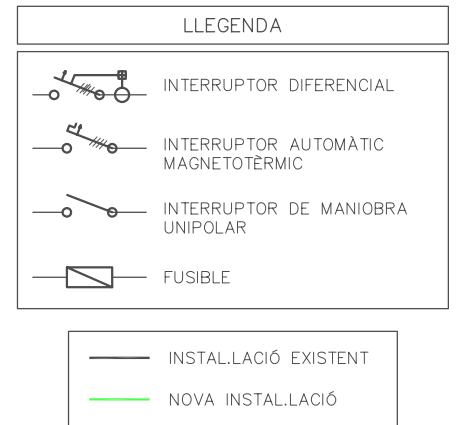 LLEGENDA
INTERRUPTOR DIFERENCIAL
INTERRUPTOR AUTOMÀTIC
MAGNETOTÈRMIC
INTERRUPTOR DE MANIOBRA
UNIPOLAR
FUSIBLE
INSTAL.LACIÓ EXISTENT
NOVA INSTAL.LACIÓ